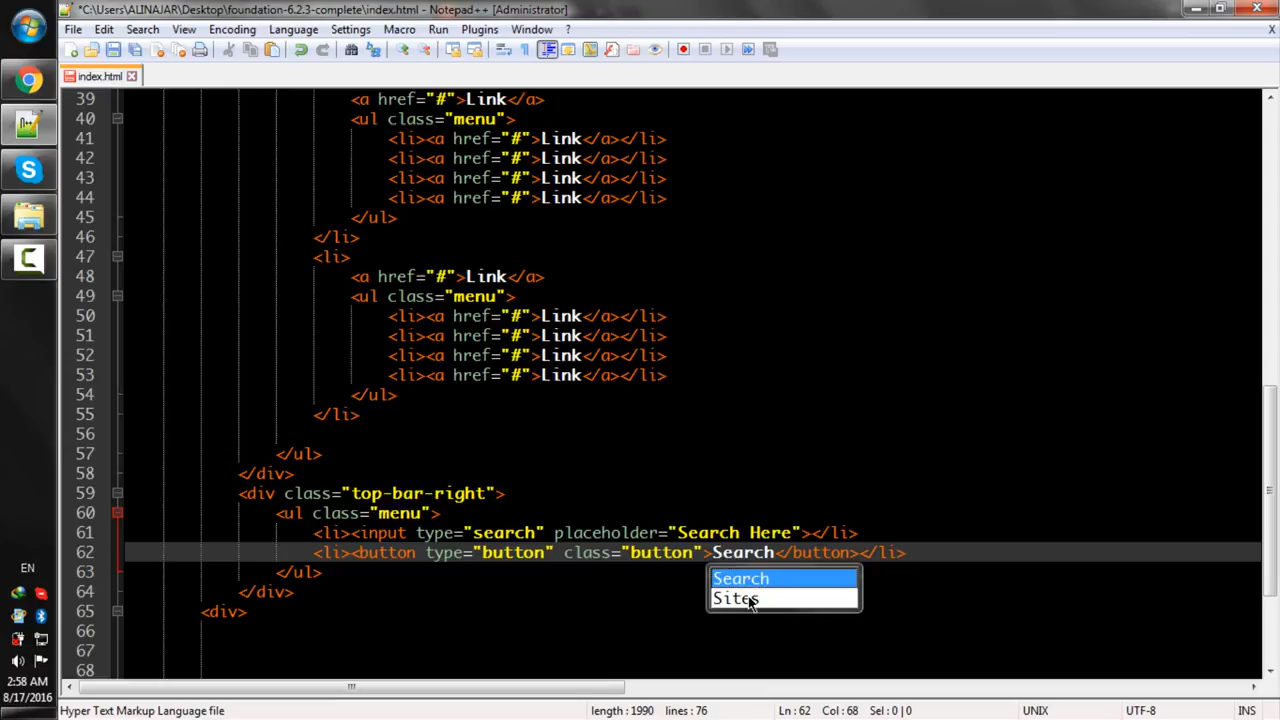 *C:\Users\ALINAJAR\Desktop\foundation-6.2.3-complete\index.html - Notepad++ [Administrator]
File Edit Search View Encoding Language Settings Macro Run Plugins Window ? X
index.html
39 <a href="#">Link</a>
40 <ul class="menu">
41 <li><a href="#">Link</a></li>
42 <li><a href="#">Link</a></li>
43 <li><a href="#">Link</a></li>
44 <li><a href="#">Link</a></li>
45 </ul>
46 </li>
47 <li>
48 <a href="#">Link</a>
49 <ul class="menu">
50 <li><a href="#">Link</a></li>
51 <li><a href="#">Link</a></li>
52 <li><a href="#">Link</a></li>
53 <li><a href="#">Link</a></li>
54 </ul>
55 </li>
56
57 </ul>
58 </div>
59 <div class="top-bar-right">
60 <ul class="menu">
61 <li><input type="search" placeholder="Search Here"></li>
62 <li><button type="button" class="button">Search</button></li>
63 </ul>
Search
64 </div>
Sites
65 <div>
66
67
68
EN
2:58 AM
8/17/2016
Hyper Text Markup Language file length : 1990 lines : 76 Ln : 62 Col : 68 Sel : 0 | 0 UNIX UTF-8 INS